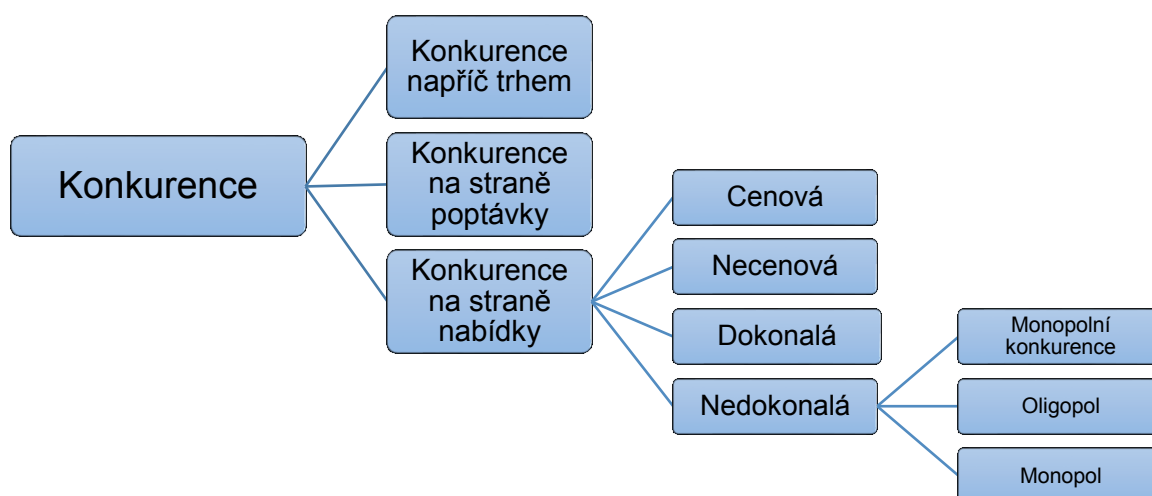 Konkurence
Konkurence
napříč trhem
Konkurence
na straně
poptávky
Konkurence
na straně
nabídky
Cenová
Necenová
Dokonalá
Nedokonalá
Monopolní
konkurence
Oligopol
Monopol